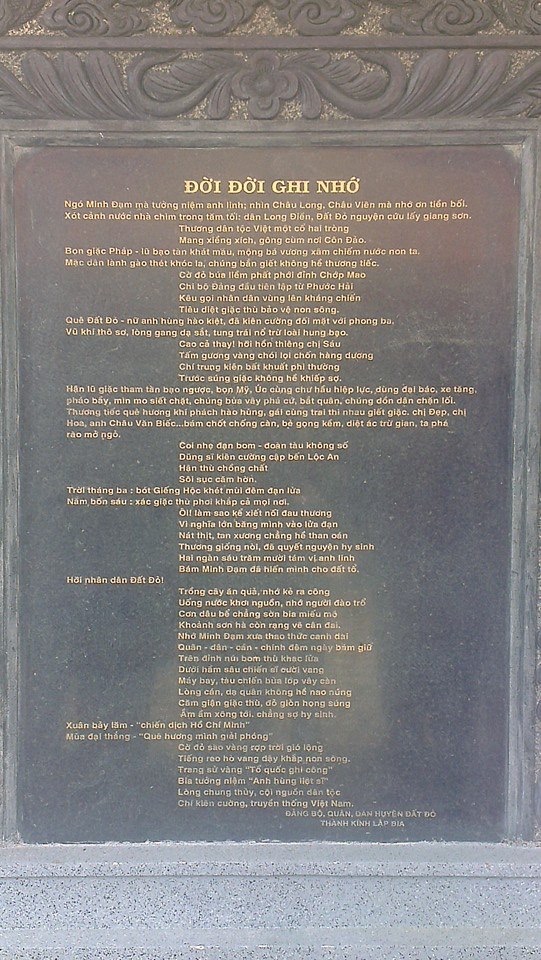 ĐỜI ĐỜI GHI NHỚ
Ngó Minh Đạm mà tưởng niệm anh linh; nhìn Châu Long, Châu Viên mà nhớ ơn tiền bối.
Xót cảnh nước nhà chìm trong tăm tối: dân Long Điền, Đất Đỏ nguyện cứu lấy giang sơn.
Thương dân tộc Việt một cổ hai tròng
Mang xiềng xích, gông cùm nơi Côn Đảo.
Bọn giặc Pháp - lũ bạo tàn khát máu, mộng bá vương xâm chiếm nước non ta.
Mặc dân lành gào thét khóc la, chúng bắn giết không hề thương tiếc.
Cờ đỏ búa liềm phất phới đỉnh Chóp Mao
Chi bộ Đảng đầu tiên lập từ Phước Hải
Kêu gọi nhân dân vùng lên kháng chiến
Tiêu diệt giặc thù bảo vệ non sông.
Quê Đất Đỏ - nữ anh hùng hào kiệt, đã kiên cường đối mặt với phong ba.
Vũ khí thô sơ, lòng gang dạ sắt, tung trái nổ trừ loài hung bạo.
Cao cả thay! hỡi hồn thiêng chị Sáu
Tấm gương vàng chói lọi chốn hàng dương
Chí trung kiên bất khuất phi thường
Trước súng giặc không hề khiếp sợ.
Hận lũ giặc tham tàn bạo ngược, bọn Mỹ, Úc cùng chư hầu hiệp lực, dùng đại bác, xe tăng,
pháo bầy, mìn mo siết chặt, chúng bủa vây phá cứ, bắt quân, chúng dồn dân chặn lối.
Thương tiếc quê hương khí phách hào hùng, gái cùng trai thi nhau giết giặc. chị Đẹp, chị
Hoa, anh Châu Văn Biếc...bám chốt chống càn, bẻ gọng kềm, diệt ác trừ gian, ta phá
rào mở ngõ.
Coi nhẹ đạn bom - đoàn tàu không số
Dũng sĩ kiên cường cập bến Lộc An
Hận thù chồng chất
Sôi sục căm hờn.
Trời tháng ba : bót Giếng Học khét mùi đêm đạn lửa
Năm bốn sáu : xác giặc thù phơi khắp cả mọi nơi.
Ôi! làm sao kể xiết nỗi đau thương
Vì nghĩa lớn băng mình vào lửa đạn
Nát thịt, tan xương chẳng hề than oán
Thương giống nòi, đã quyết nguyện hy sinh
Hai ngàn sáu trăm mười tám vị anh linh
Bám Minh Đạm đã hiến mình cho đất tổ.
Hỡi nhân dân Đất Đỏ!
Trồng cây ăn quả, nhớ kẻ ra công
Uống nước khơi nguồn, nhớ người đào trổ
Cơn dâu bể chẳng sờn bia miếu mộ
Khoảnh sơn hà còn rạng vẻ cân đai.
Nhớ Minh Đạm xưa thao thức canh dài
Quân - dân - cán - chính đêm ngày bám giữ
Trên đỉnh núi bom thù khạc lửa
Dưới hầm sâu chiến sĩ cười vang
Máy bay, tàu chiến bủa lớp vây càn
Lòng cán, dạ quân không hề nao núng
Căm giận giặc thù, đỏ giòn họng súng
Ầm ầm xông tới, chẳng sợ hy sinh.
Xuân bảy lăm - "chiến dịch Hồ Chí Minh"
Mùa đại thắng - "Quê hương mình giải phóng"
Cờ đỏ sao vàng rợp trời gió lộng
Tiếng reo hò vang dậy khắp non sông.
Trang sử vàng "Tổ quốc ghi công"
Bia tưởng niệm "Anh hùng liệt sĩ"
Lòng chung thủy, cội nguồn dân tộc
Chí kiên cường, truyền thống Việt Nam.
ĐẢNG BỘ, QUÂN, DÂN HUYỆN ĐẤT ĐỎ
THÀNH KÍNH LẬP BIA